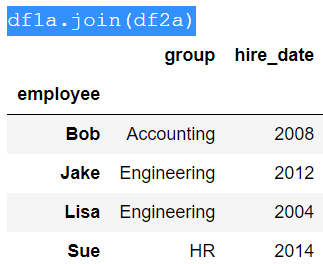 df1a.join(df2a)
group hire_date
employee
Bob Accounting 2008
Jake Engineering 2012
Lisa Engineering 2004
Sue HR 2014